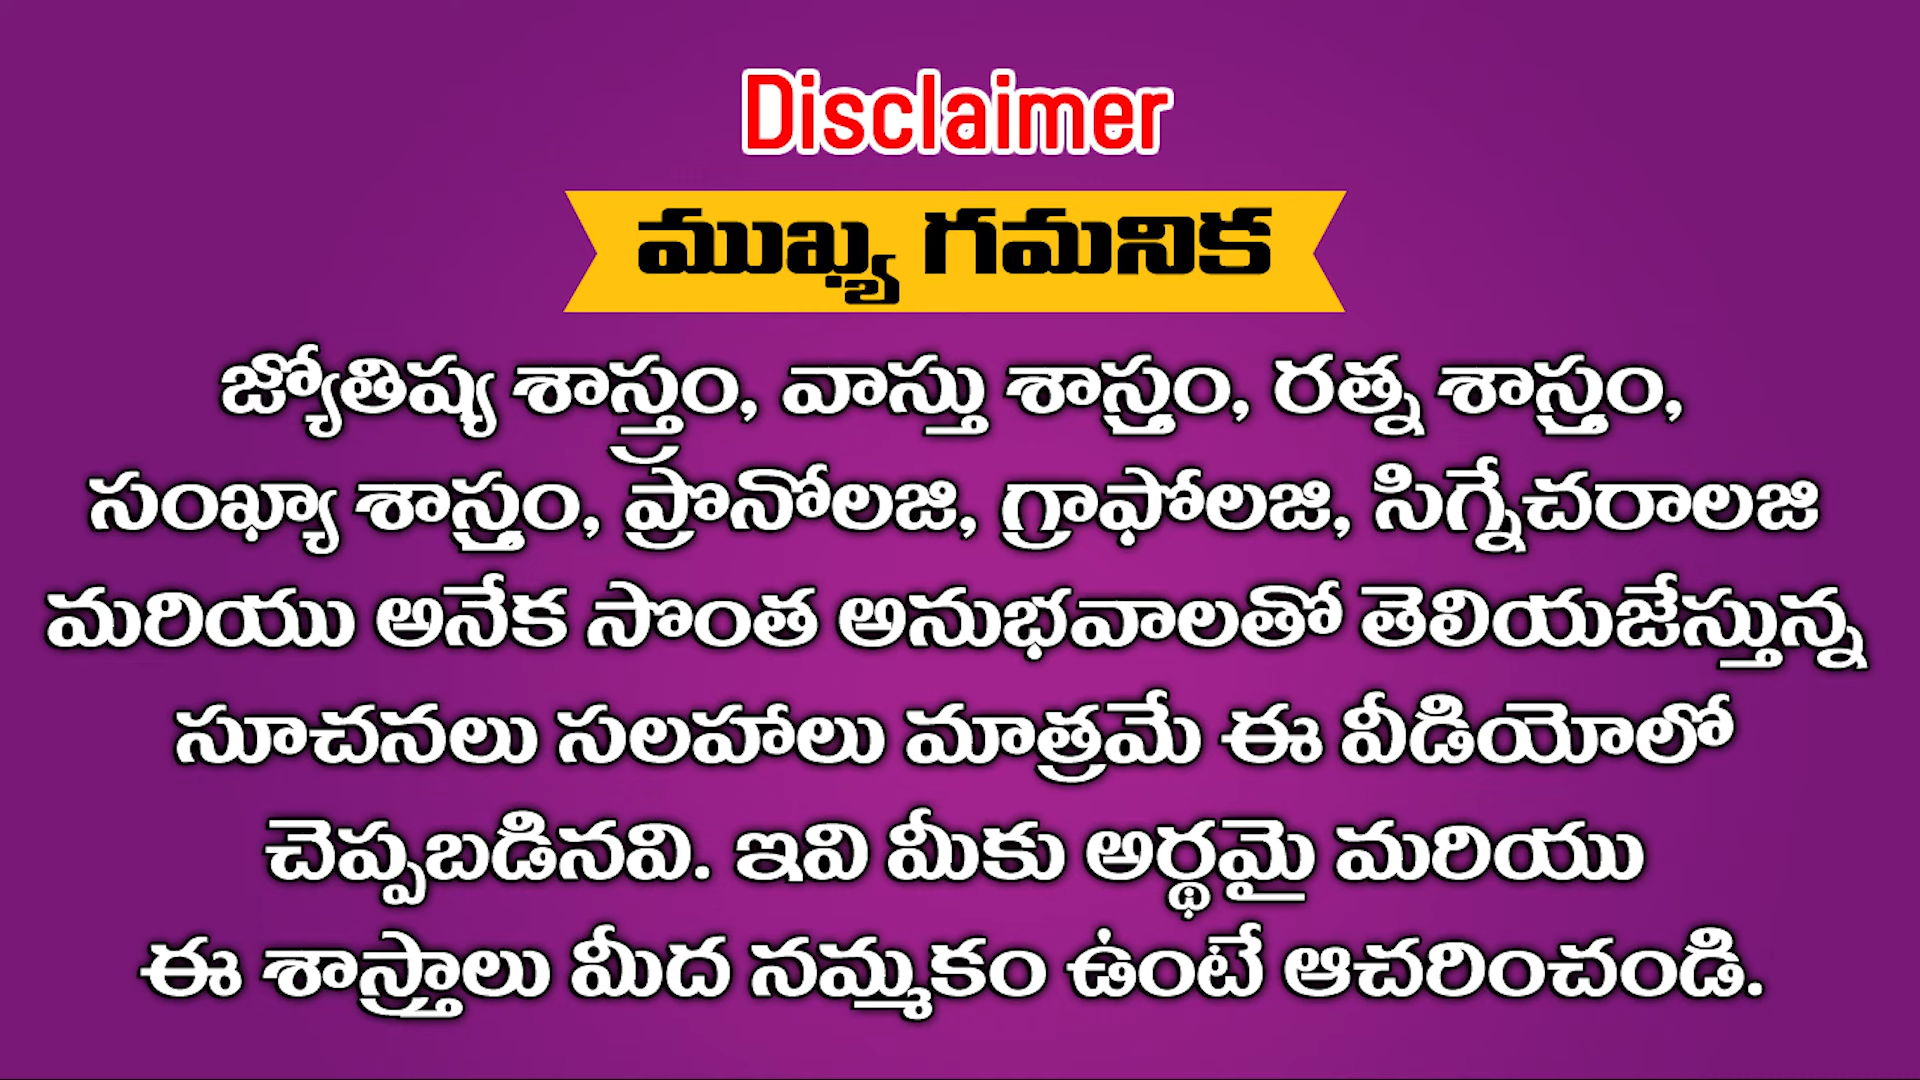 Disclaimer
ముఖ్య గమనిక
జ్యోతిష్య శాస్త్రం, వాస్తు శాస్త్రం, రత్న శాస్త్రం,
సంఖ్యా శాస్త్రం, ప్రొనోలజి, గ్రాఫోలజి, సిగ్నేచరాలజి
మరియు అనేక సొంత అనుభవాలతో తెలియజేస్తున్న
సూచనలు సలహాలు మాత్రమే ఈ వీడియోలో
చెప్పబడినవి. ఇవి మీకు అర్థమై మరియు
ఈ శాస్త్రాలు మీద నమ్మకం ఉంటే ఆచరించండి.